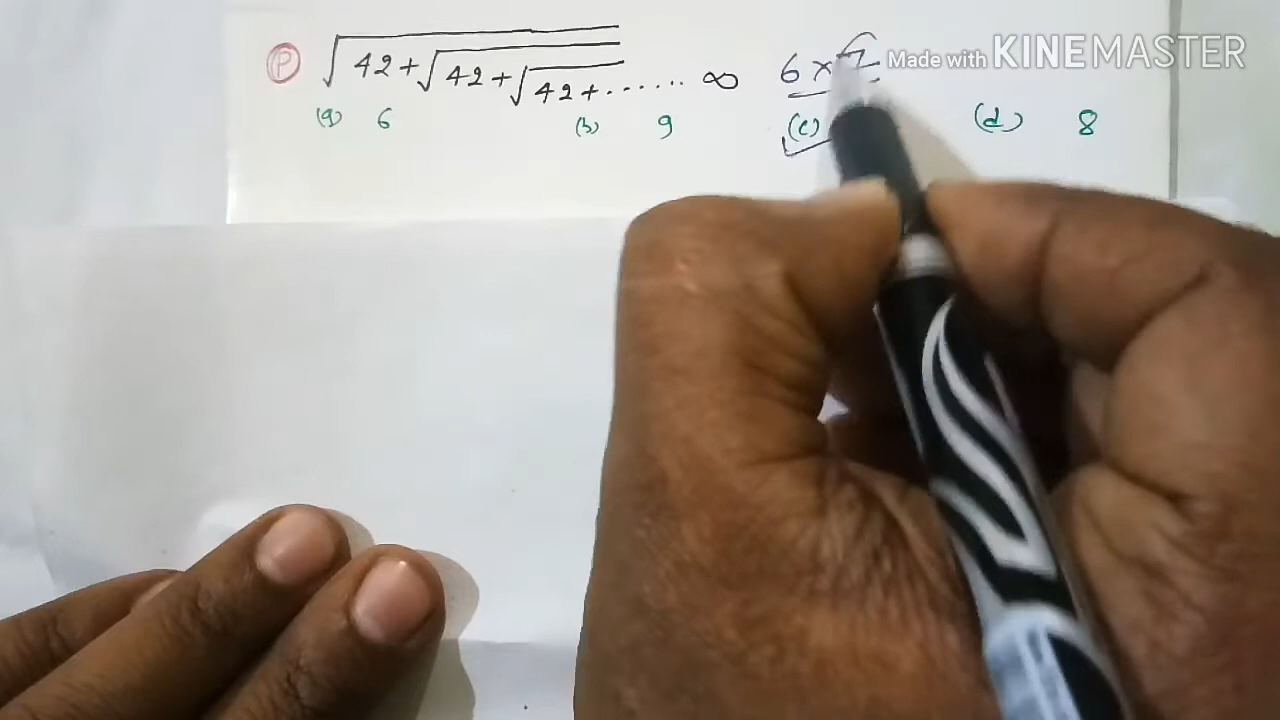 Made with KINEMASTER
(P) √42+√42+√42+······∞ 6×7
(a) 6 (b) 9 (c) (d) 8